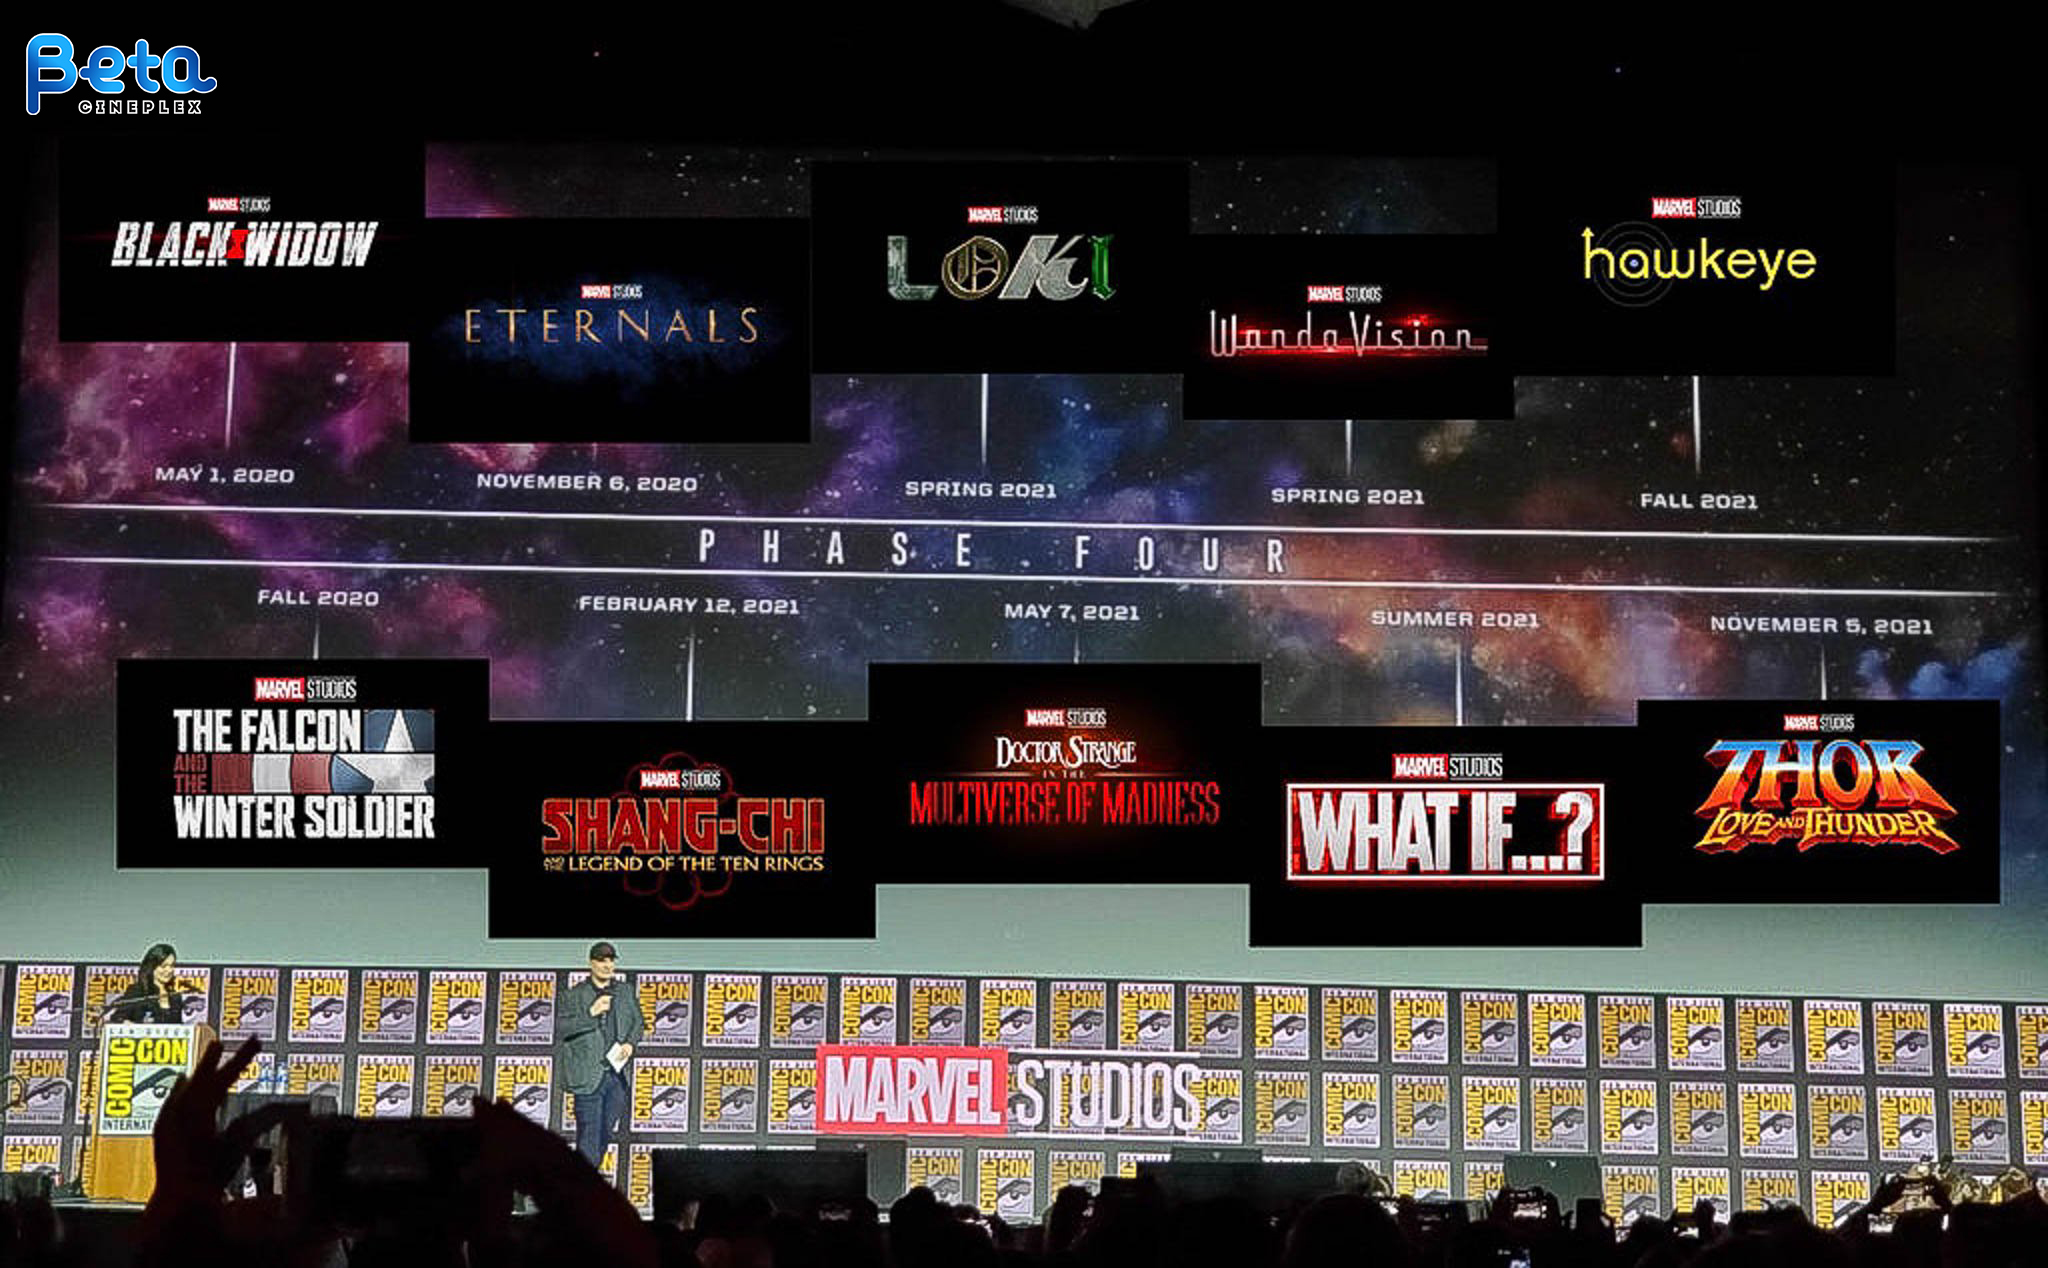 Beta
CINEPLEX
MARVEL STUDIOS
BLACK WIDOW
MARVEL STUDIOS
ETERNALS
MARVEL STUDIOS
LOKI
MARVEL STUDIOS
WandaVision
MARVEL STUDIOS
hawkeye
MAY 1, 2020
NOVEMBER 6, 2020
SPRING 2021
SPRING 2021
FALL 2021
PHASE FOUR
FALL 2020
FEBRUARY 12, 2021
MAY 7, 2021
SUMMER 2021
NOVEMBER 5, 2021
MARVEL STUDIOS
THE FALCON
AND
THE
WINTER SOLDIER
MARVEL STUDIOS
SHANG-CHI
AND THE LEGEND OF THE TEN RINGS
MARVEL STUDIOS
DOCTOR STRANGE
IN THE
MULTIVERSE OF MADNESS
MARVEL STUDIOS
WHAT IF...?
MARVEL STUDIOS
THOR
LOVE AND THUNDER
SAN DIEGO
COMIC CON
INTERNATIONAL
MARVEL STUDIOS